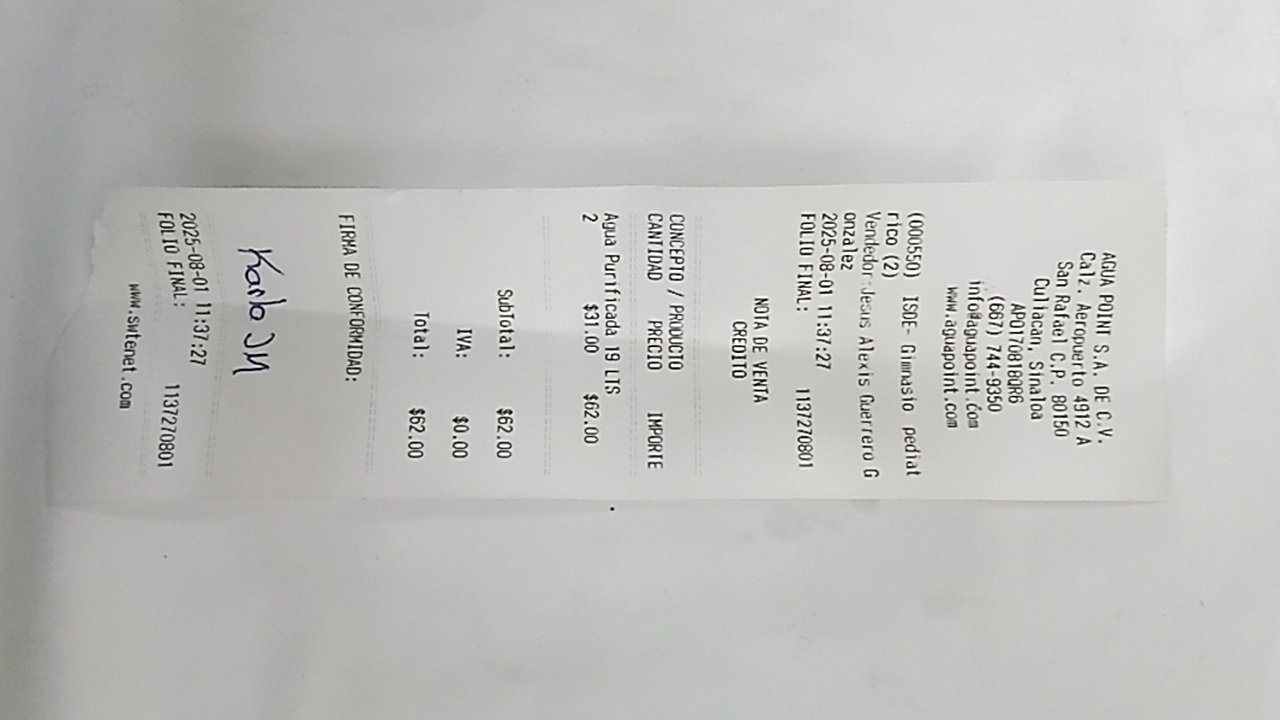 AGUA POINT S.A. DE C.V.
Calz. Aeropuerto 4912 A
San Rafael C.P. 80150
Culiacan, SInaloa
APO170818QR6
(667) 744-9350
info@aguapoint.com
www.aguapoint.com
(000550) ISDE- Gimnasio pediat
rico (2)
Vendedor:Jesus Alexis Guerrero G
onzalez
2025-08-01 11:37:27
FOLIO FINAL: 1137270801
NOTA DE VENTA
CREDITO
CONCEPTO / PRODUCTO
CANTIDAD PRECIO IMPORTE
Agua Purificada 19 LTS
2 $31.00 $62.00
SubTotal: $62.00
IVA: $0.00
Total: $62.00
FIRMA DE CONFORMIDAD:
Karla JM
2025-08-01 11:37:27
FOLIO FINAL: 1137270801
www.swtenet.com